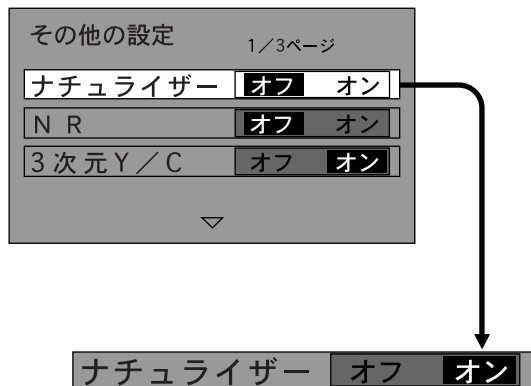 その他の設定 1／3ページ
ナチュライザー オフ オン
N R オフ オン
3次元Y／C オフ オン
ナチュライザー オフ オン